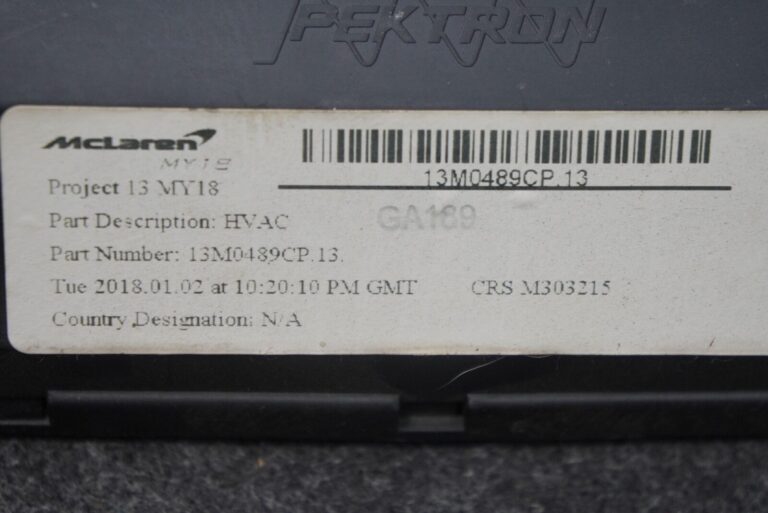 PEKTRON
McLaren
MY18
13M0489CP.13
Project 13 MY18
GA189
Part Description: HVAC
Part Number: 13M0489CP.13.
Tue 2018.01.02 at 10:20:10 PM GMT CRS M303215
Country Designation: N/A